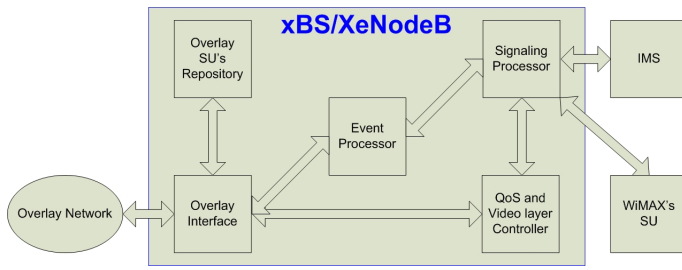 xBS/XeNodeB
Overlay
SU's
Repository
Signaling
Processor
IMS
Event
Processor
Overlay Network
Overlay
Interface
QoS and
Video layer
Controller
WiMAX's
SU